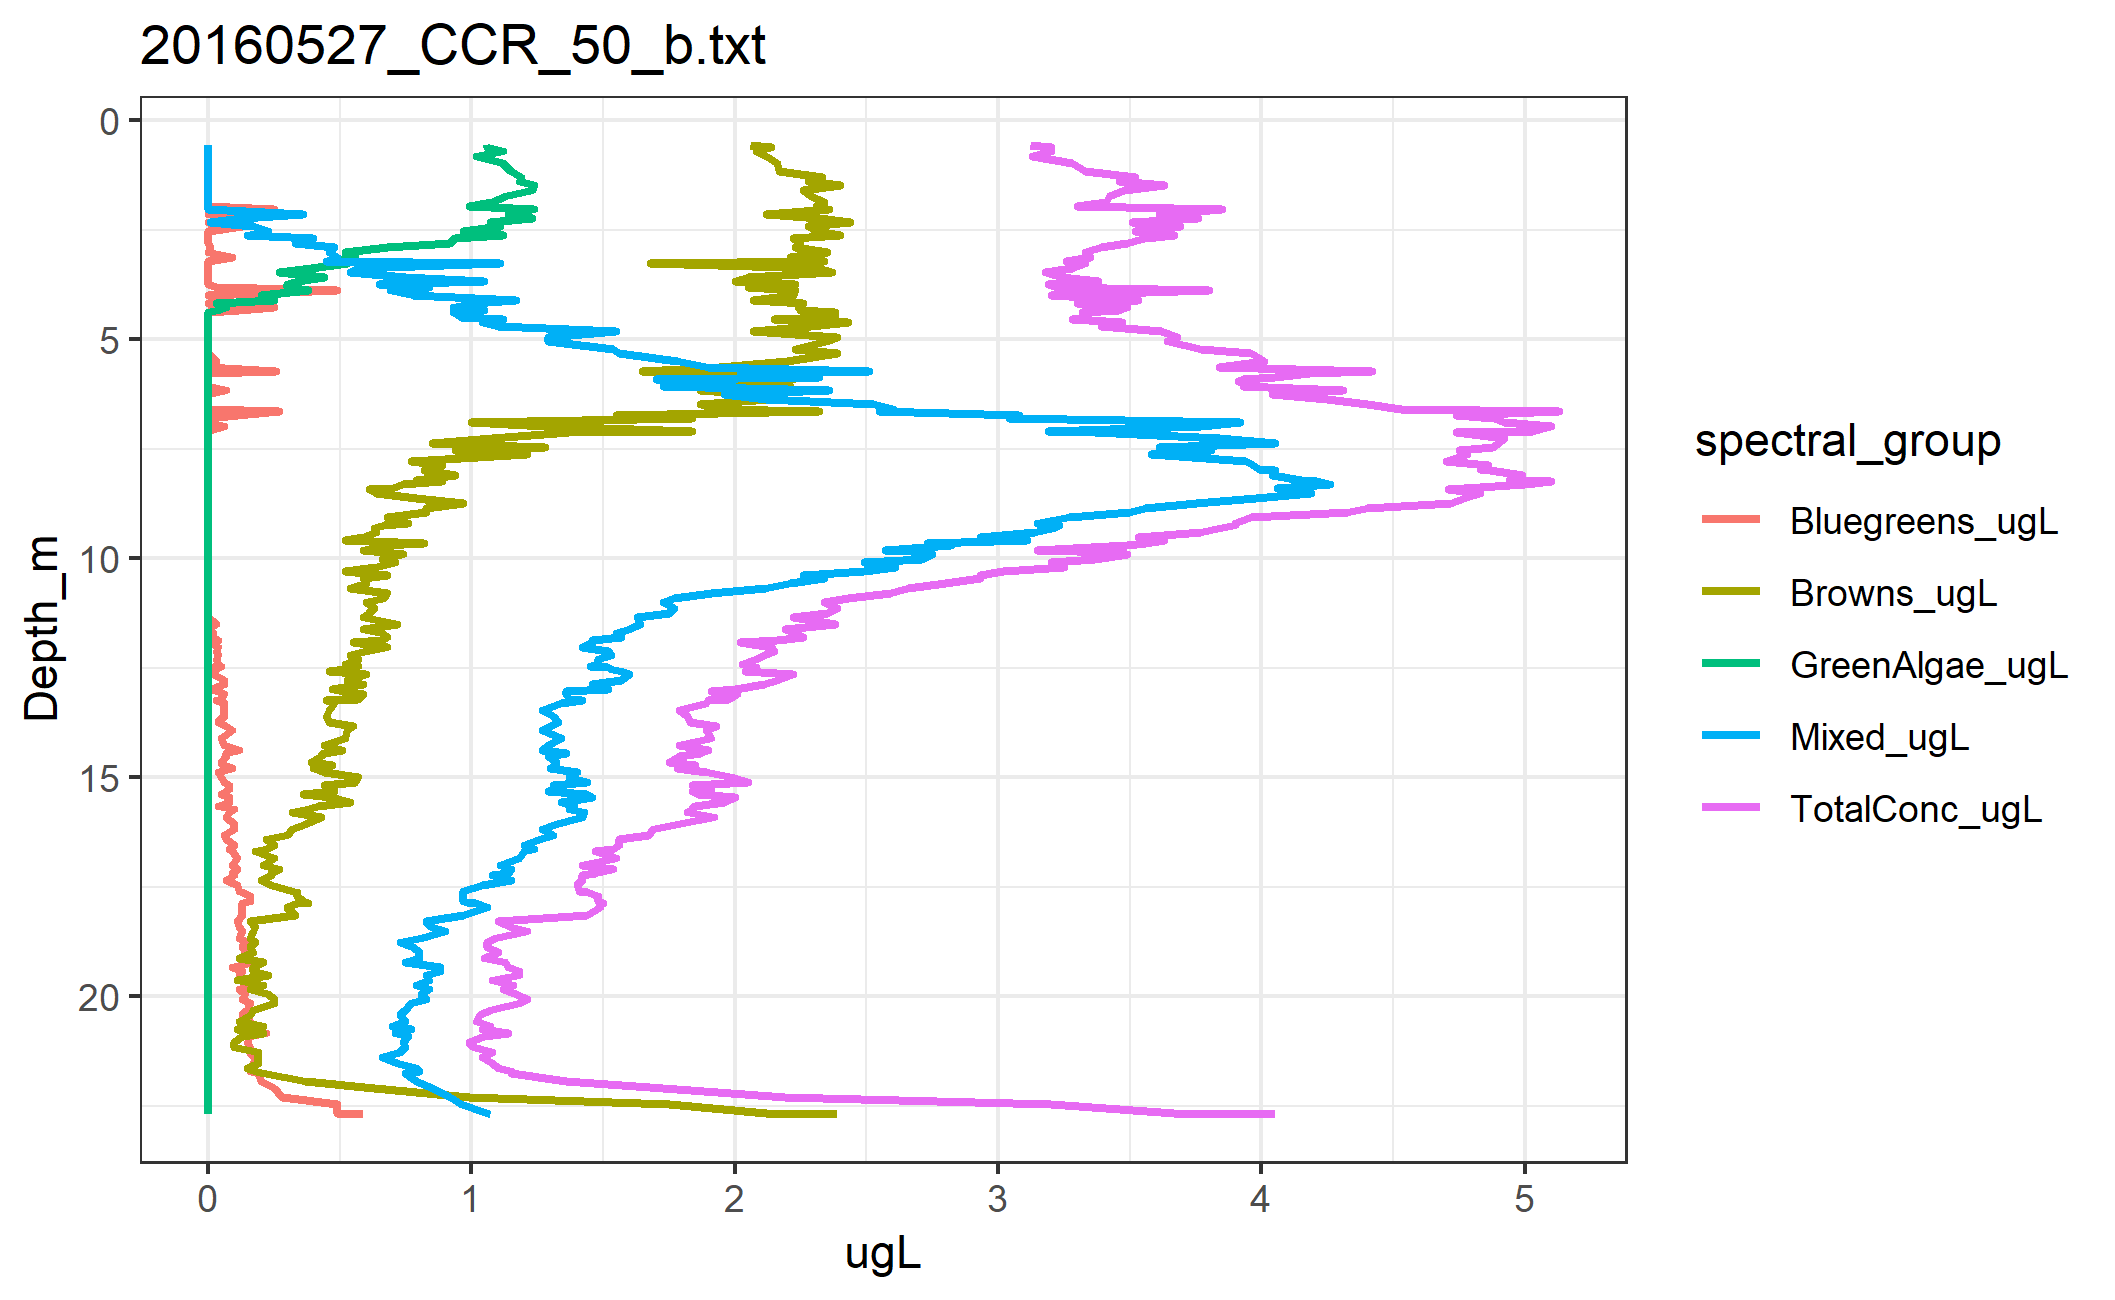 20160527_CCR_50_b.txt
0
5
10
15
20
Depth_m
0 1 2 3 4 5
ugL
spectral_group
Bluegreens_ugL
Browns_ugL
GreenAlgae_ugL
Mixed_ugL
TotalConc_ugL